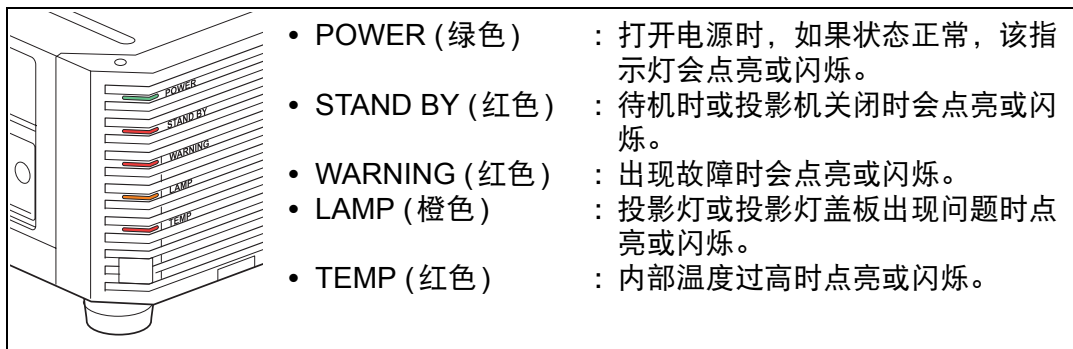 POWER
STAND BY
WARNING
LAMP
TEMP
• POWER (绿色) : 打开电源时，如果状态正常，该指
示灯会点亮或闪烁。
• STAND BY (红色) : 待机时或投影机关闭时会点亮或闪
烁。
• WARNING (红色) : 出现故障时会点亮或闪烁。
• LAMP (橙色) : 投影灯或投影灯盖板出现问题时点
亮或闪烁。
• TEMP (红色) : 内部温度过高时点亮或闪烁。